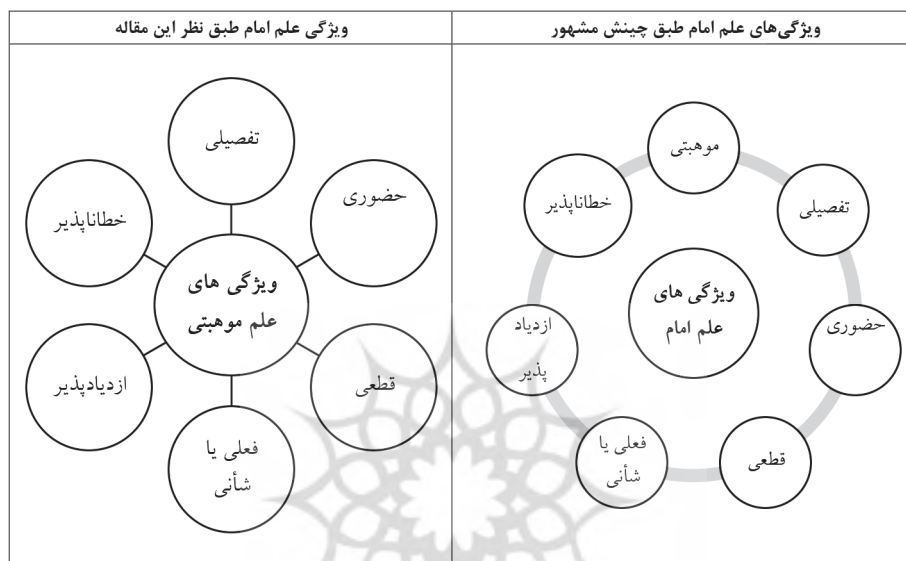 ویژگی‌های علم امام طبق چینش مشهور
موهبتی
تفصیلی
حضوری
قطعی
فعلی یا
شأنی
ازدیاد
پذیر
خطاناپذیر
ویژگی های
علم امام
ویژگی علم امام طبق نظر این مقاله
تفصیلی
حضوری
قطعی
فعلی یا
شأنی
ازدیادپذیر
خطاناپذیر
ویژگی های
علم موهبتی